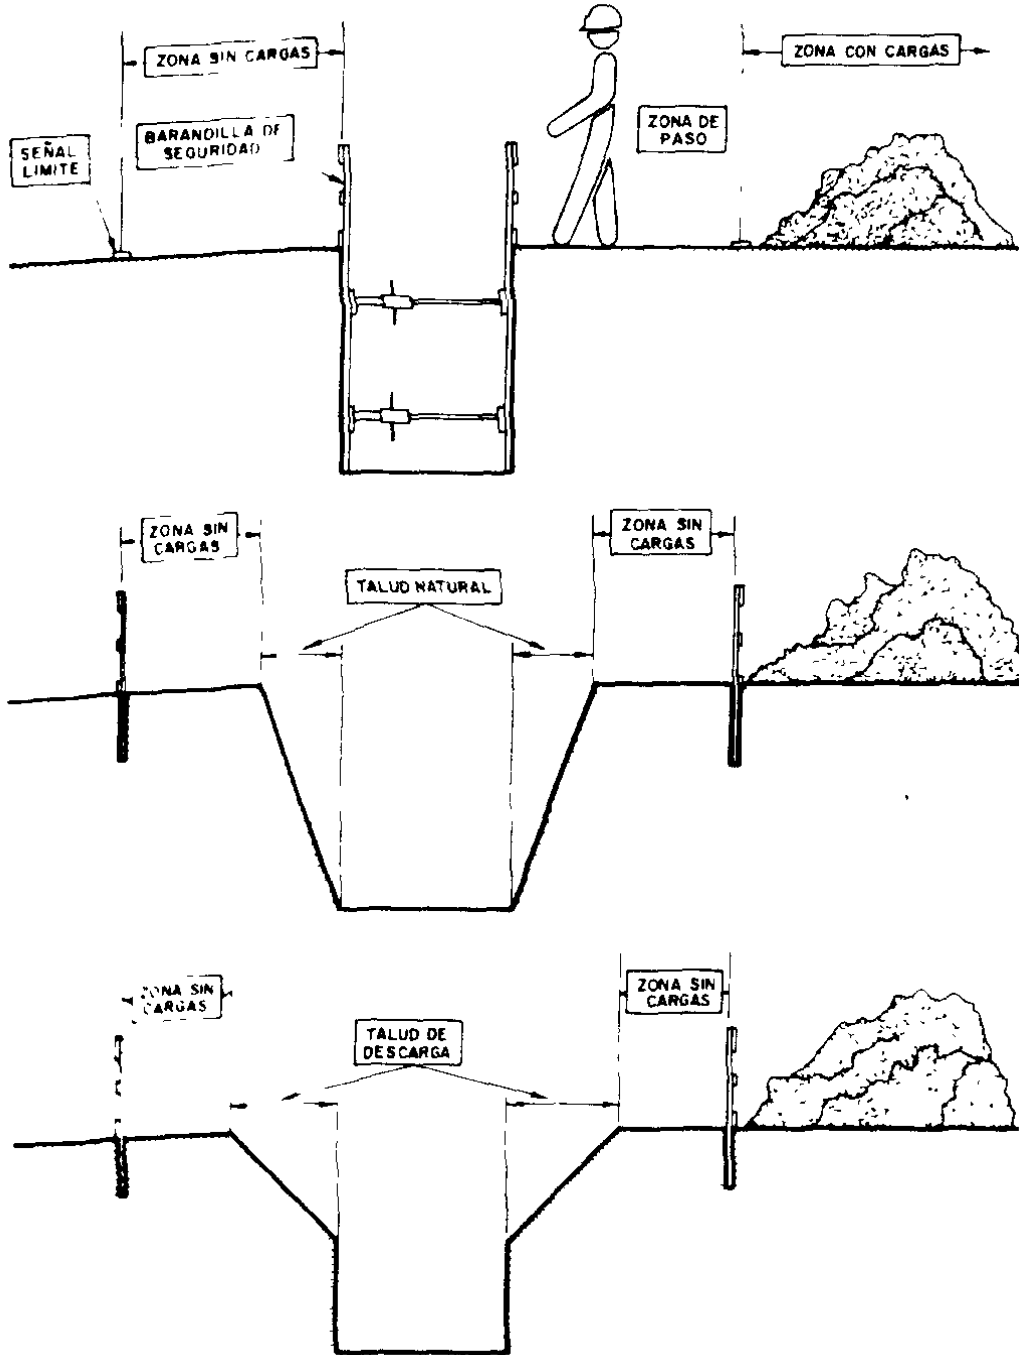 ZONA SIN CARGAS
ZONA CON CARGAS
SEÑAL
LIMITE
BARANDILLA DE
SEGURIDAD
ZONA DE
PASO
ZONA SIN
CARGAS
ZONA SIN
CARGAS
TALUD NATURAL
ZONA SIN
CARGAS
ZONA SIN
CARGAS
TALUD DE
DESCARGA